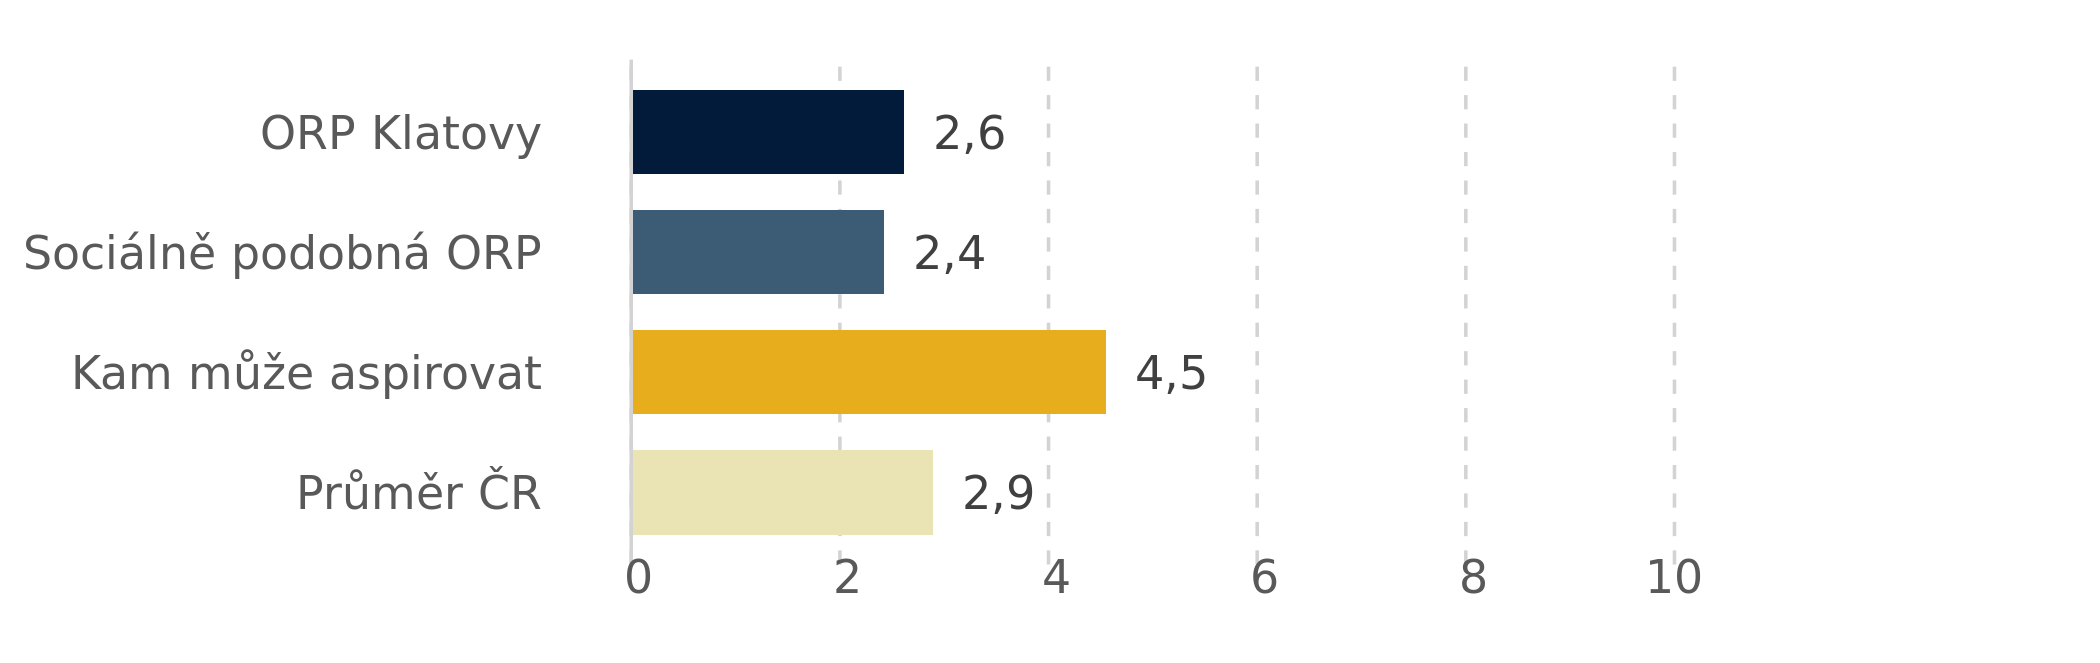 ORP Klatovy 2,6
Sociálně podobná ORP 2,4
Kam může aspirovat 4,5
Průměr ČR 2,9
0 2 4 6 8 10